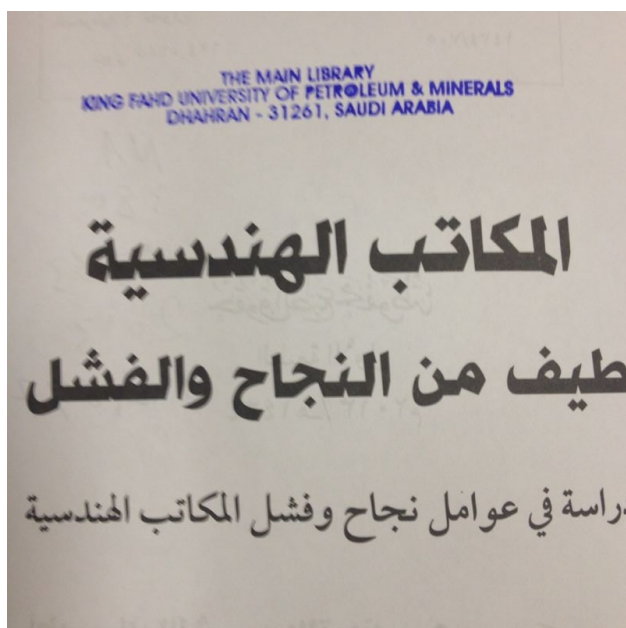 THE MAIN LIBRARY
KING FAHD UNIVERSITY OF PETROLEUM & MINERALS
DHAHRAN - 31261, SAUDI ARABIA
المكاتب الهندسية
طيف من النجاح والفشل
دراسة في عوامل نجاح وفشل المكاتب الهندسية